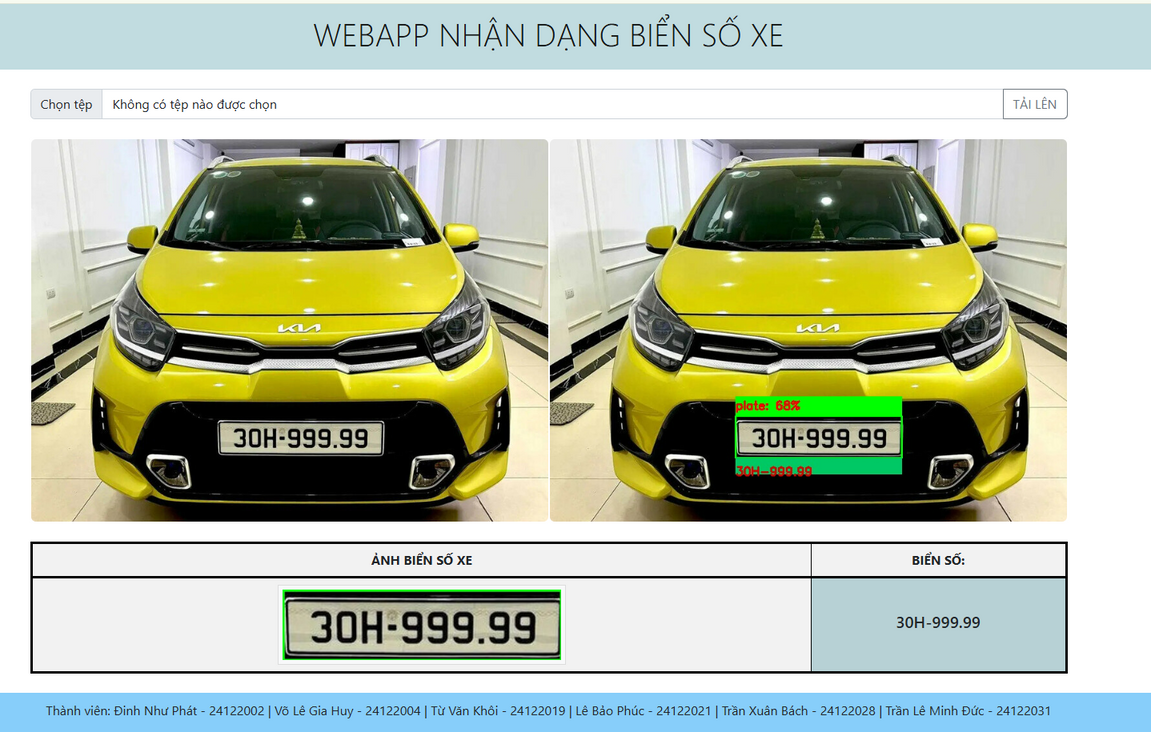 WEBAPP NHẬN DẠNG BIỂN SỐ XE
Chọn tệp Không có tệp nào được chọn TẢI LÊN
KIA KIA
plate: 68%
30H-999.99 30H-999.99
30H-999.99
ẢNH BIỂN SỐ XE BIỂN SỐ:
30H-999.99 30H-999.99
Thành viên: Đinh Như Phát - 24122002 | Võ Lê Gia Huy - 24122004 | Từ Văn Khôi - 24122019 | Lê Bảo Phúc - 24122021 | Trần Xuân Bách - 24122028 | Trần Lê Minh Đức - 24122031